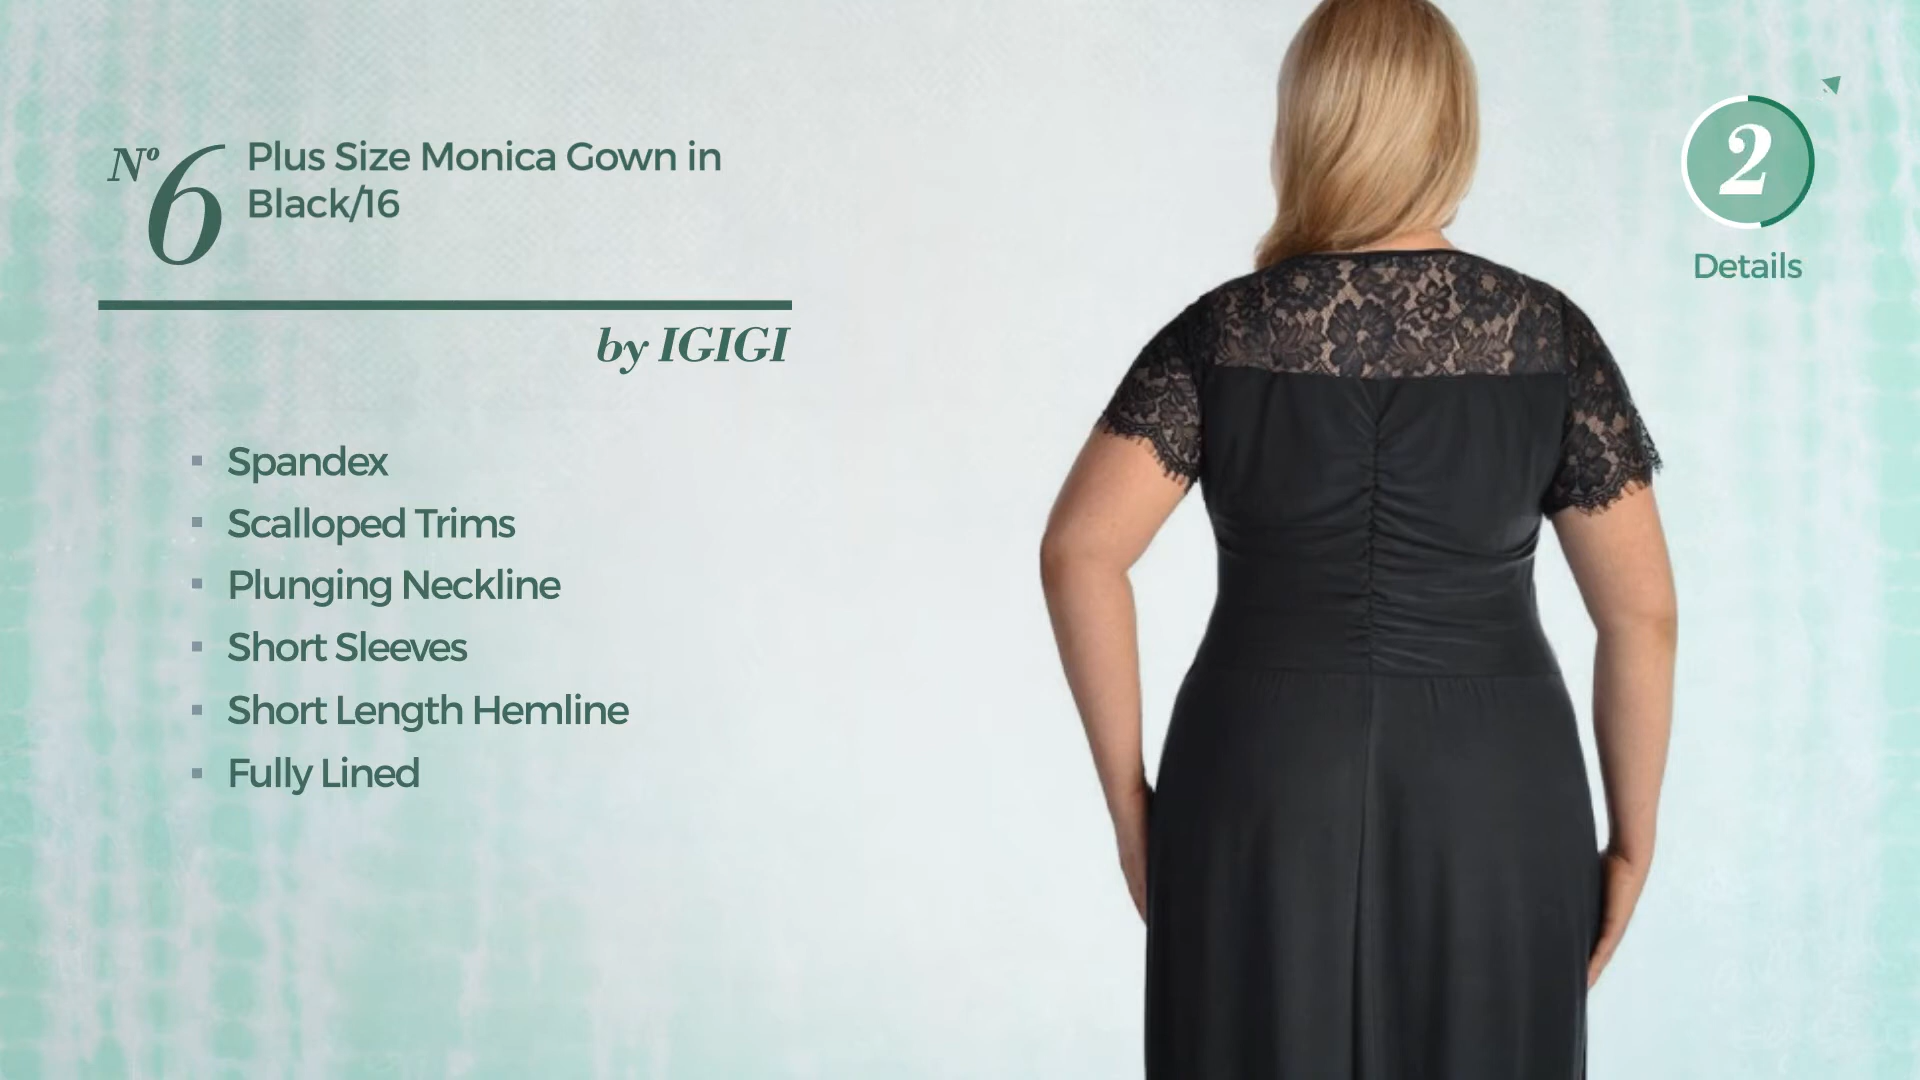 Nº 6 Plus Size Monica Gown in
Black/16
by IGIGI
▪ Spandex
▪ Scalloped Trims
▪ Plunging Neckline
▪ Short Sleeves
▪ Short Length Hemline
▪ Fully Lined
2
Details